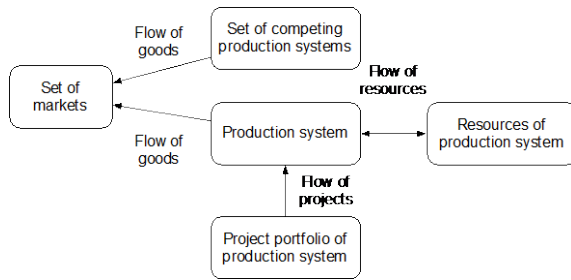 Flow of
goods
Set of competing
production systems
Set of
markets
Flow of
resources
Flow of
goods
Production system
Resources of
production system
Flow of
projects
Project portfolio of
production system